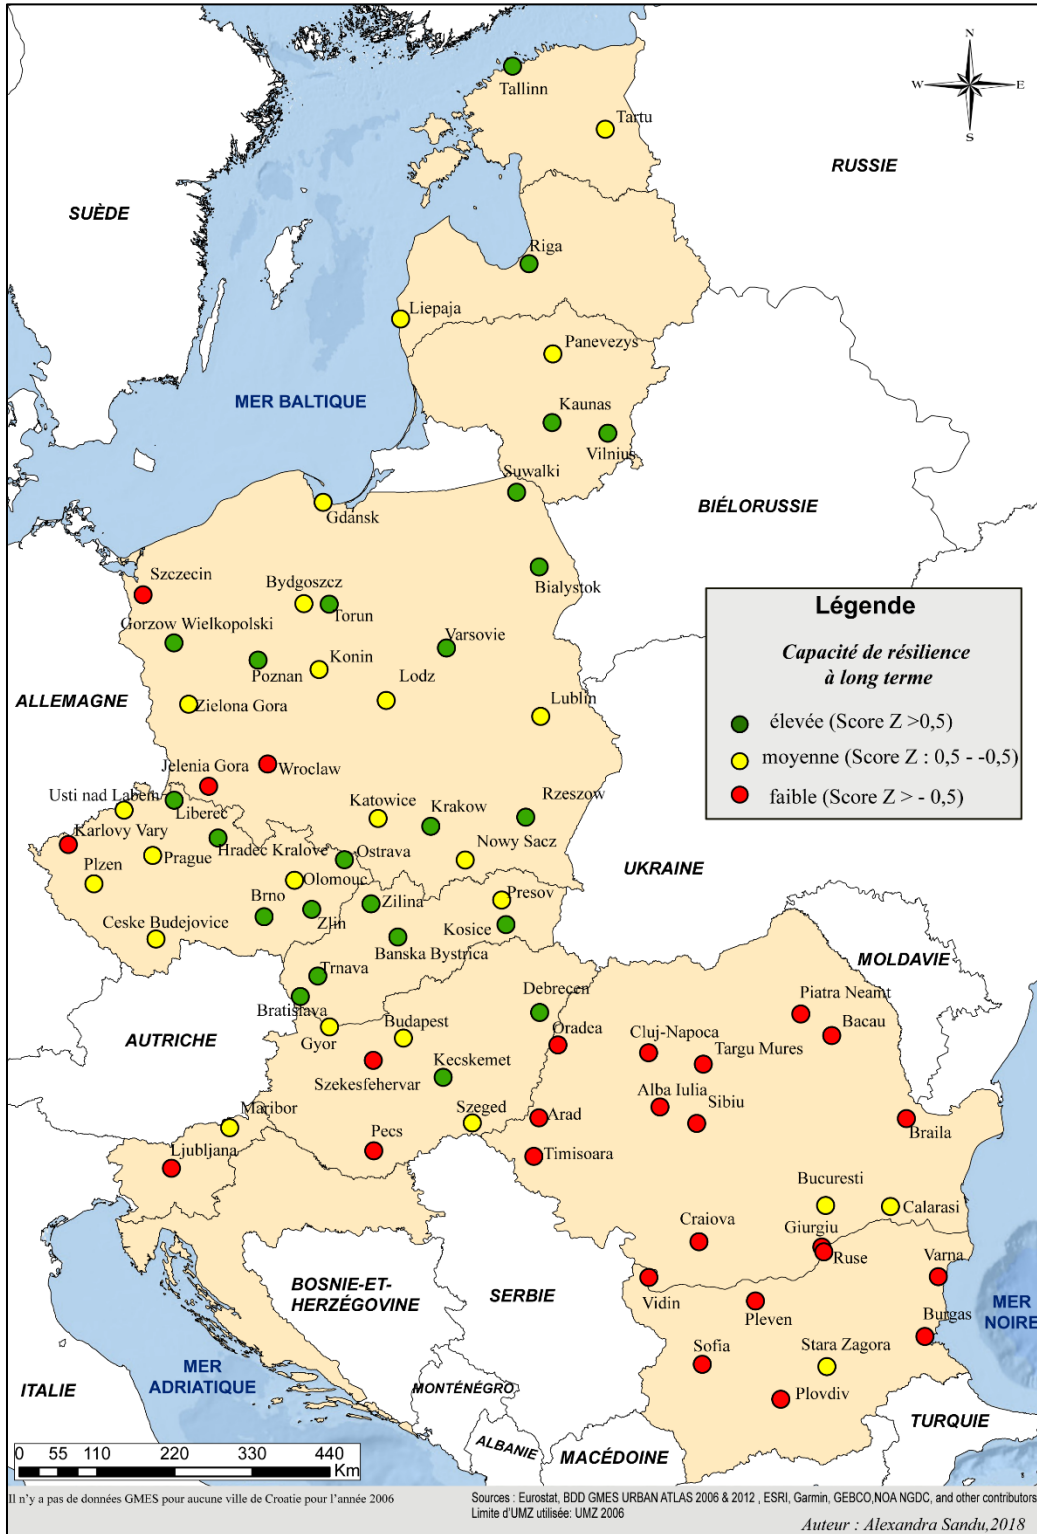 N
W
E
S
Tallinn
Tartu
RUSSIE
SUÈDE
Riga
Liepaja
Panevezys
MER BALTIQUE
Kaunas
Vilnius
Suwalki
Gdansk
BIÉLORUSSIE
Szczecin
Bydgoszcz
Torun
Bialystok
Gorzow Wielkopolski
Varsovie
Poznan
Konin
Lodz
ALLEMAGNE
Zielona Gora
Lublin
Légende
Capacité de résilience
à long terme
élevée (Score Z >0,5)
moyenne (Score Z : 0,5 - -0,5)
faible (Score Z > - 0,5)
Jelenia Gora
Wroclaw
Usti nad Labem
Liberec
Katowice
Krakow
Rzeszow
Karlovy Vary
Hradec Kralove
Ostrava
Nowy Sacz
Prague
Plzen
UKRAINE
Olomouc
Brno
Zlin
Zilina
Presov
Ceske Budejovice
Kosice
Banska Bystrica
MOLDAVIE
Trnava
Bratislava
Debrecen
Piatra Neamt
AUTRICHE
Gyor
Budapest
Oradea
Cluj-Napoca
Bacau
Szekesfehervar
Kecskemet
Targu Mures
Alba Iulia
Maribor
Szeged
Arad
Sibiu
Braila
Ljubljana
Pecs
Timisoara
Bucuresti
Calarasi
Craiova
Giurgiu
Ruse
Varna
BOSNIE-ET-
HERZÉGOVINE
SERBIE
Vidin
Pleven
Burgas
MER
NOIRE
Sofia
Stara Zagora
MER
ADRIATIQUE
ITALIE
MONTÉNÉGRO
Plovdiv
TURQUIE
ALBANIE
MACÉDOINE
0 55 110 220 330 440
Km
Il n'y a pas de données GMES pour aucune ville de Croatie pour l'année 2006
Sources : Eurostat, BDD GMES URBAN ATLAS 2006 & 2012 , ESRI, Garmin, GEBCO,NOA NGDC, and other contributors
Limite d'UMZ utilisée: UMZ 2006
Auteur : Alexandra Sandu,2018